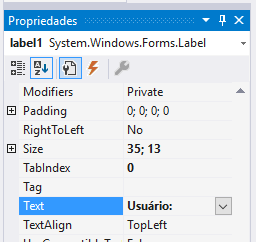 Propriedades
label1 System.Windows.Forms.Label
Modifiers Private
Padding 0; 0; 0; 0
RightToLeft No
Size 35; 13
TabIndex 0
Tag
Text Usuário:
TextAlign TopLeft